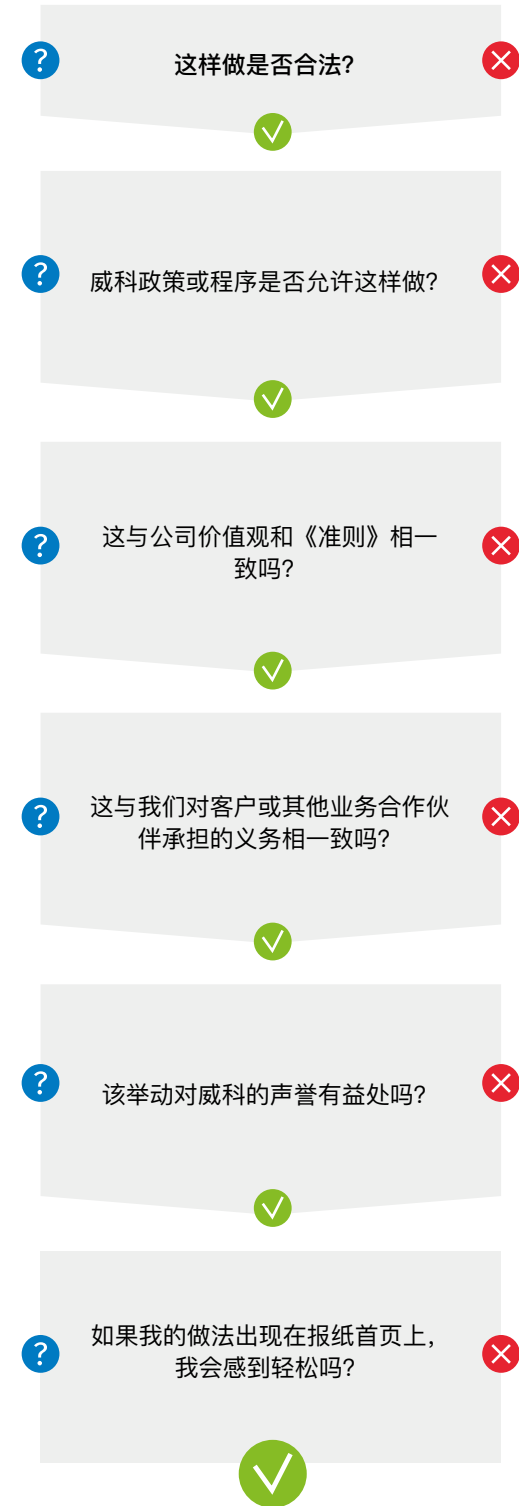 这样做是否合法?
威科政策或程序是否允许这样做?
这与公司价值观和《准则》相一
致吗?
这与我们对客户或其他业务合作伙
伴承担的义务相一致吗?
该举动对威科的声誉有益处吗?
如果我的做法出现在报纸首页上,
我会感到轻松吗?